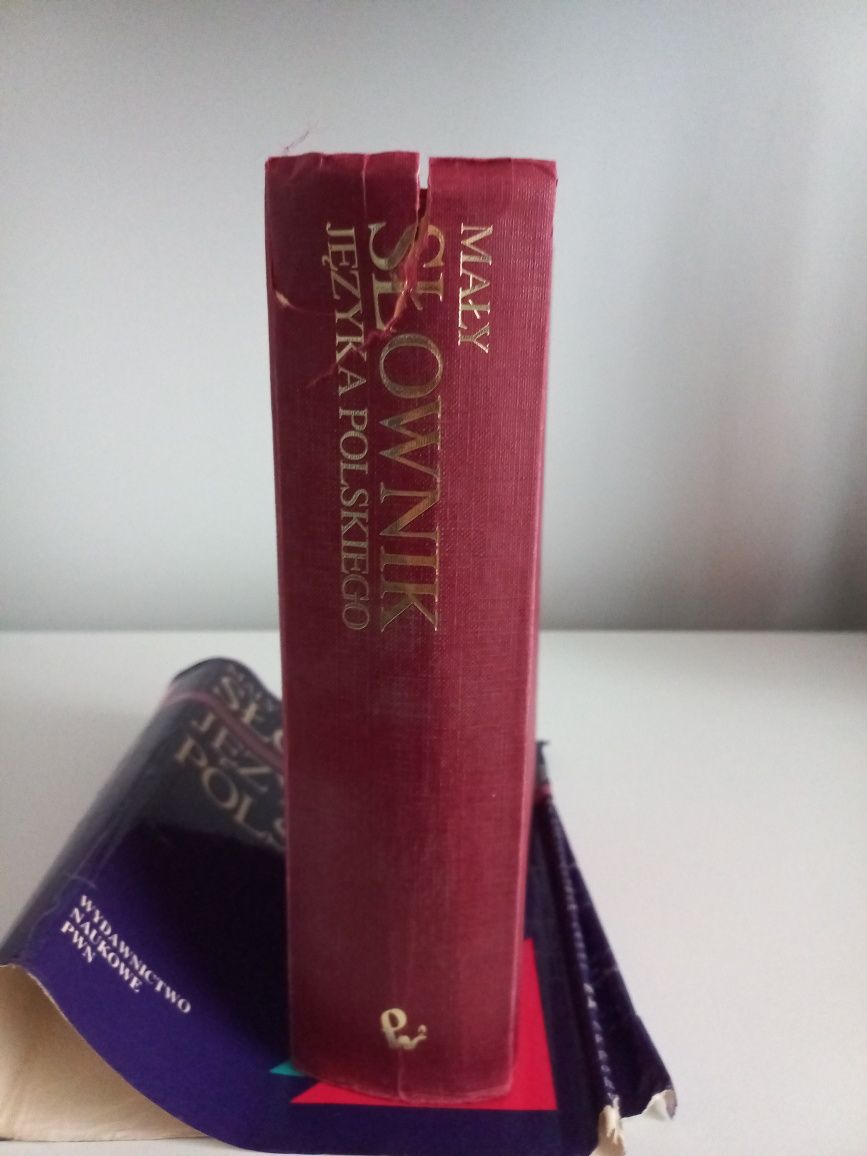 MAŁY
SŁOWNIK
JĘZYKA POLSKIEGO
WYDAWNICTWO
NAUKOWE
PWN